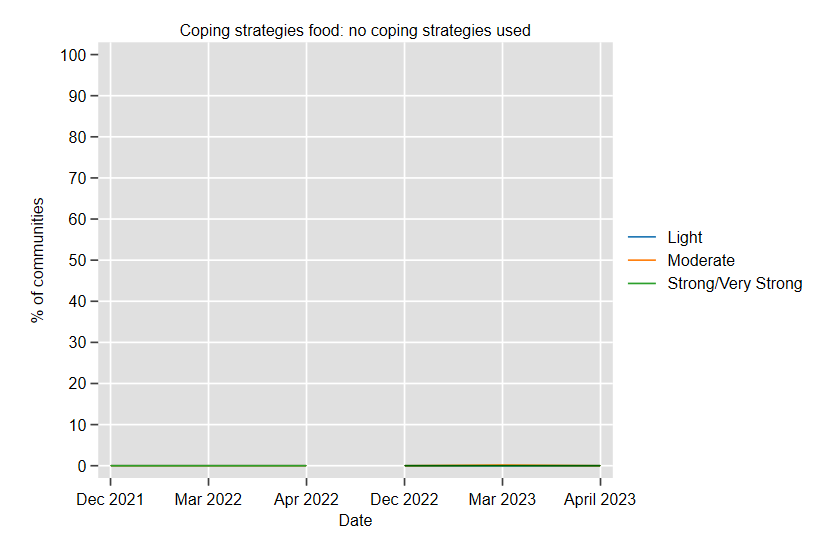 Coping strategies food: no coping strategies used
100
90
80
70
60
50
40
30
20
10
0
% of communities
Dec 2021 Mar 2022 Apr 2022 Dec 2022 Mar 2023 April 2023
Date
Light
Moderate
Strong/Very Strong